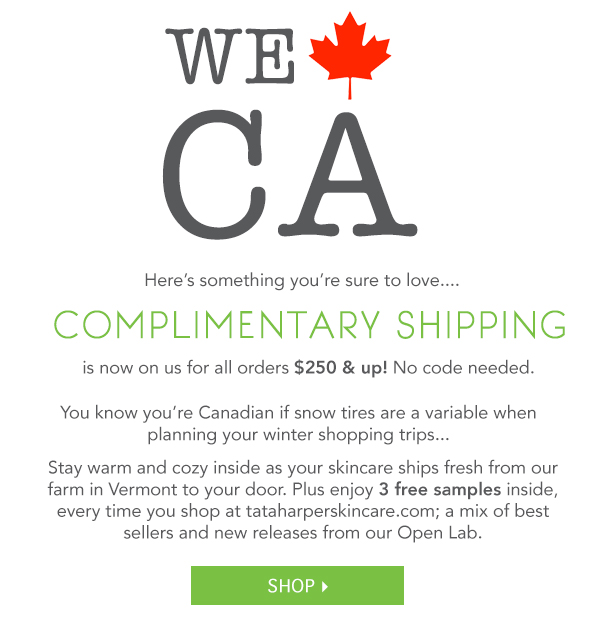 WE
CA
Here's something you're sure to love....
COMPLIMENTARY SHIPPING
is now on us for all orders $250 & up! No code needed.
You know you're Canadian if snow tires are a variable when
planning your winter shopping trips...
Stay warm and cozy inside as your skincare ships fresh from our
farm in Vermont to your door. Plus enjoy 3 free samples inside,
every time you shop at tataharperskincare.com; a mix of best
sellers and new releases from our Open Lab.
SHOP